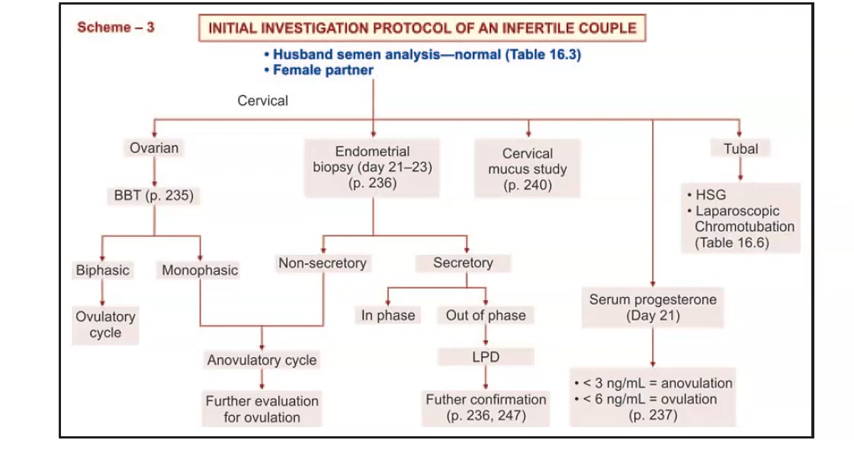 Scheme – 3
INITIAL INVESTIGATION PROTOCOL OF AN INFERTILE COUPLE
• Husband semen analysis—normal (Table 16.3)
• Female partner
Cervical
Ovarian
BBT (p. 235)
Biphasic
Monophasic
Ovulatory
cycle
Endometrial
biopsy (day 21–23)
(p. 236)
Non-secretory
Secretory
Anovulatory cycle
Further evaluation
for ovulation
In phase
Out of phase
LPD
Futher confirmation
(p. 236, 247)
Cervical
mucus study
(p. 240)
Serum progesterone
(Day 21)
• < 3 ng/mL = anovulation
• < 6 ng/mL = ovulation
(p. 237)
Tubal
• HSG
• Laparoscopic
Chromotubation
(Table 16.6)